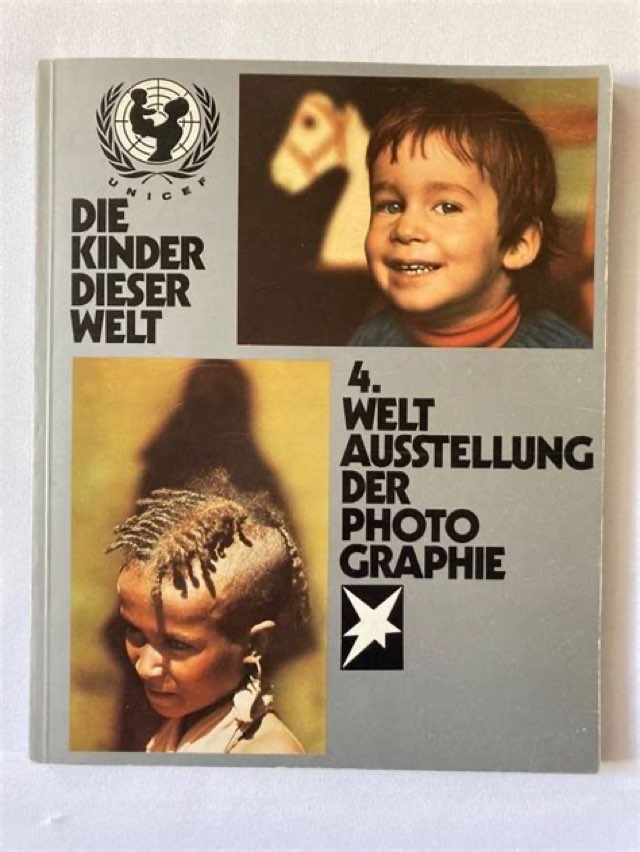 UNICEF
DIE
KINDER
DIESER
WELT
4.
WELT
AUSSTELLUNG
DER
PHOTO
GRAPHIE